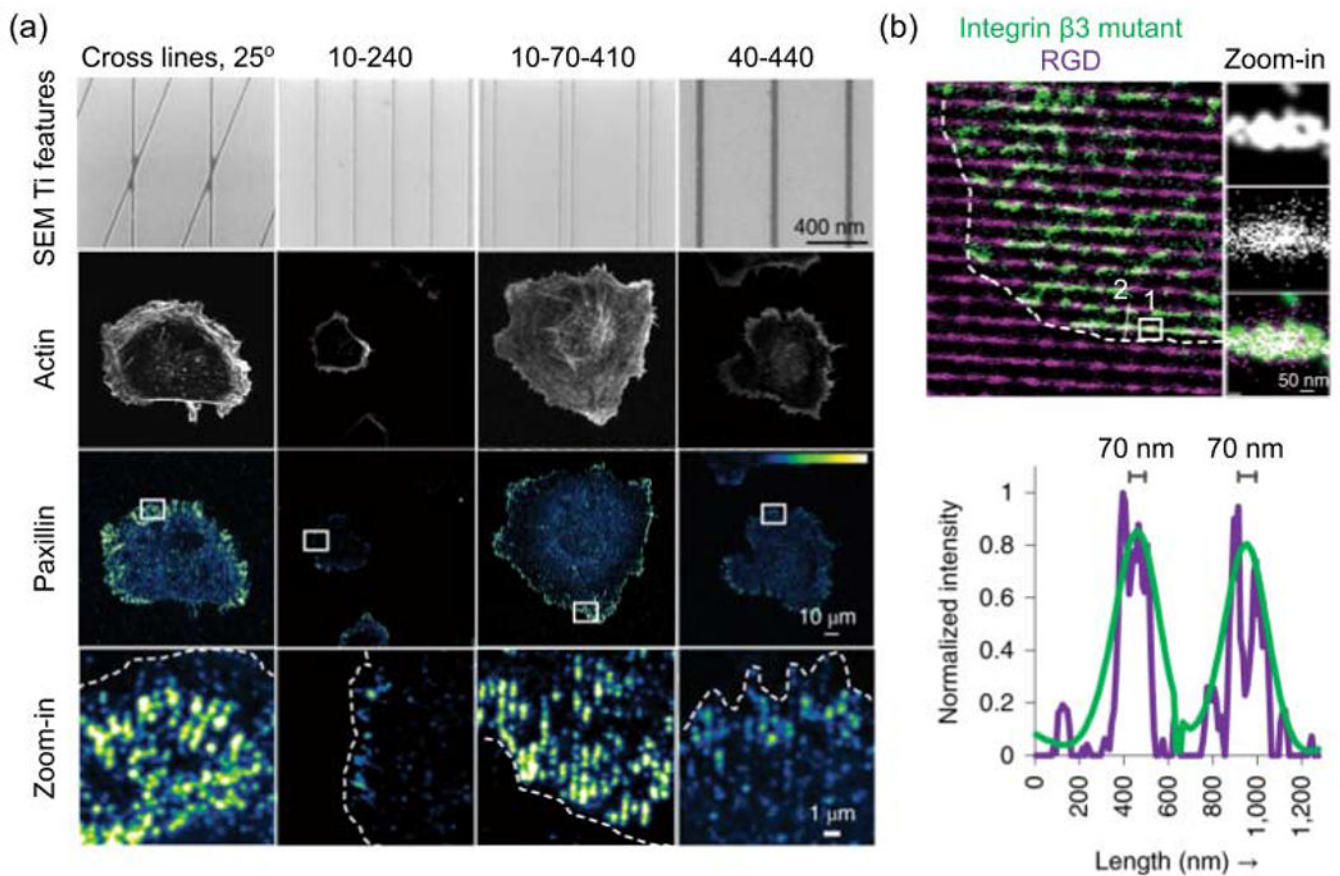 (a)
Cross lines, 25º
10-240
10-70-410
40-440
SEM Ti features
400 nm
Actin
Paxillin
10 µm
Zoom-in
1 µm
(b)
Integrin β3 mutant
RGD
Zoom-in
2
1
50 nm
70 nm
70 nm
Normalized intensity
1
0.8
0.6
0.4
0.2
0
0
200
400
600
800
1,000
1,200
Length (nm) →